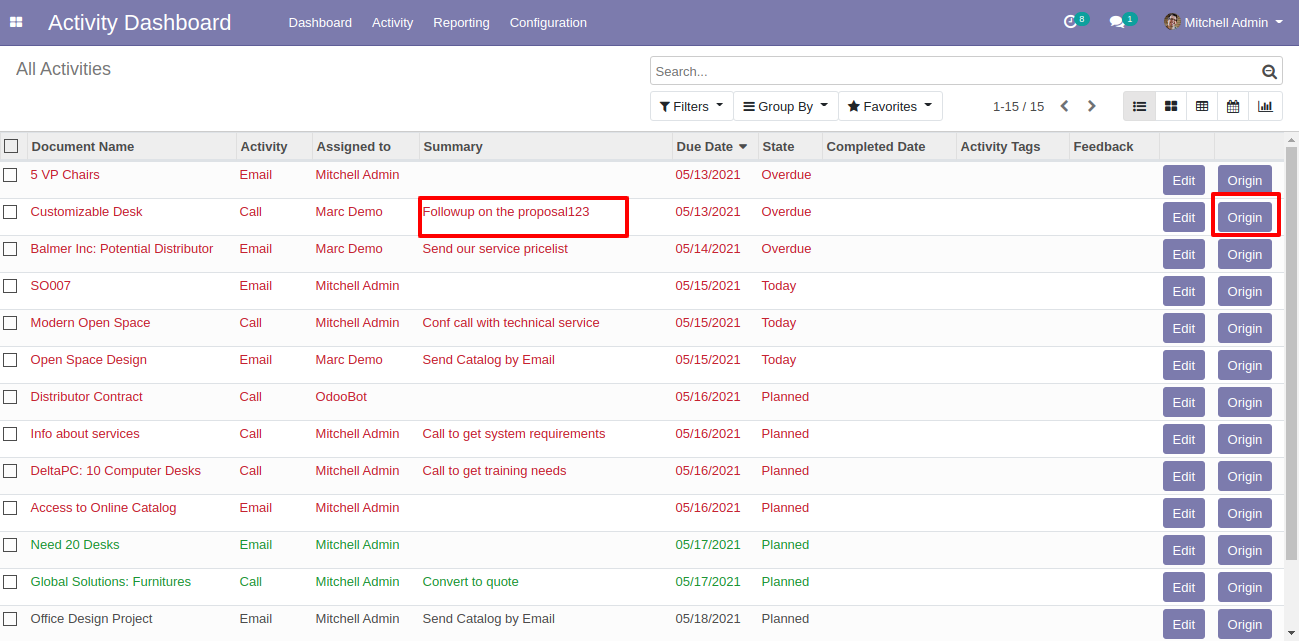 Activity Dashboard Dashboard Activity Reporting Configuration 8 1 Mitchell Admin
All Activities
Search...
Filters Group By Favorites 1-15 / 15
Document Name Activity Assigned to Summary Due Date State Completed Date Activity Tags Feedback
5 VP Chairs Email Mitchell Admin 05/13/2021 Overdue Edit Origin
Customizable Desk Call Marc Demo Followup on the proposal123 05/13/2021 Overdue Edit Origin
Balmer Inc: Potential Distributor Email Marc Demo Send our service pricelist 05/14/2021 Overdue Edit Origin
SO007 Email Mitchell Admin 05/15/2021 Today Edit Origin
Modern Open Space Call Mitchell Admin Conf call with technical service 05/15/2021 Today Edit Origin
Open Space Design Email Marc Demo Send Catalog by Email 05/15/2021 Today Edit Origin
Distributor Contract Call OdooBot 05/16/2021 Planned Edit Origin
Info about services Call Mitchell Admin Call to get system requirements 05/16/2021 Planned Edit Origin
DeltaPC: 10 Computer Desks Call Mitchell Admin Call to get training needs 05/16/2021 Planned Edit Origin
Access to Online Catalog Email Mitchell Admin 05/16/2021 Planned Edit Origin
Need 20 Desks Email Mitchell Admin 05/17/2021 Planned Edit Origin
Global Solutions: Furnitures Call Mitchell Admin Convert to quote 05/17/2021 Planned Edit Origin
Office Design Project Email Mitchell Admin Send Catalog by Email 05/18/2021 Planned Edit Origin